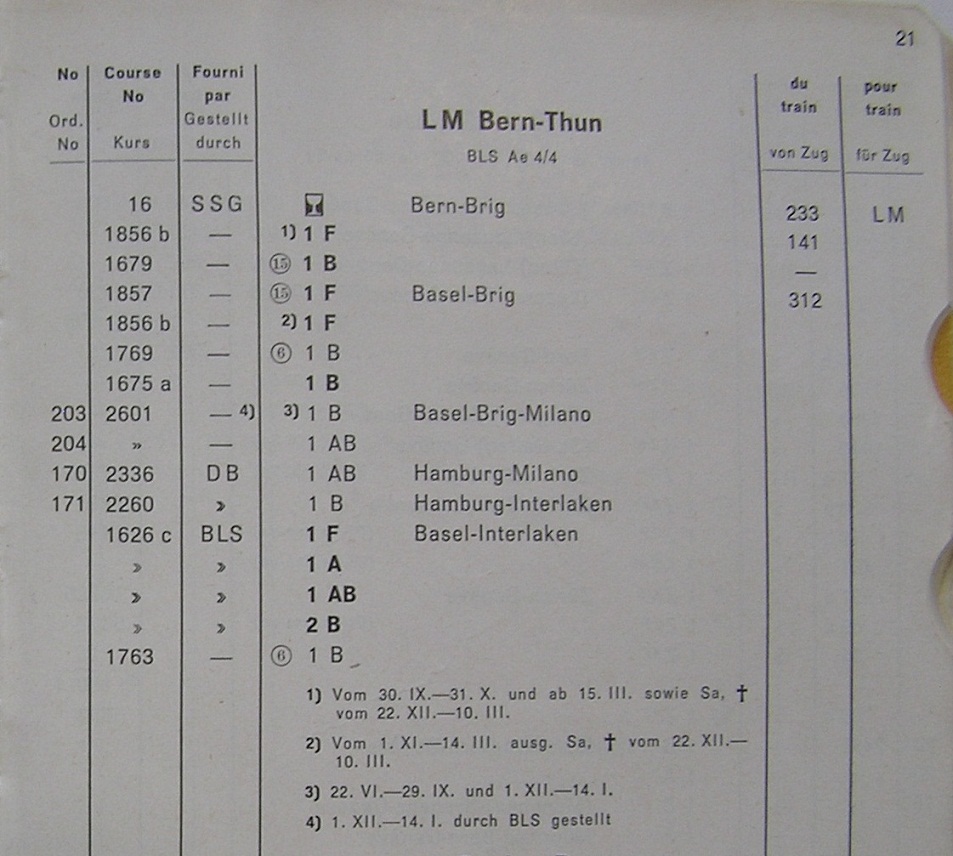 21
No Course No Fourni par du train pour train
Ord. No Kurs Gestellt durch LM Bern-Thun
BLS Ae 4/4 von Zug für Zug
16 SSG Bern-Brig 233 LM
1856 b — 1) 1 F 141
1679 — ⑮ 1 B —
1857 — ⑮ 1 F Basel-Brig 312
1856 b — 2) 1 F
1769 — ⑥ 1 B
1675 a — 1 B
203 2601 — 4) 3) 1 B Basel-Brig-Milano
204 » — 1 AB
170 2336 DB 1 AB Hamburg-Milano
171 2260 » 1 B Hamburg-Interlaken
1626 c BLS 1 F Basel-Interlaken
» » 1 A
» » 1 AB
» » 2 B
1763 — ⑥ 1 B
1) Vom 30. IX.—31. X. und ab 15. III. sowie Sa, †
vom 22. XII.—10. III.
2) Vom 1. XI.—14. III. ausg. Sa, † vom 22. XII.—
10. III.
3) 22. VI.—29. IX. und 1. XII.—14. I.
4) 1. XII.—14. I. durch BLS gestellt